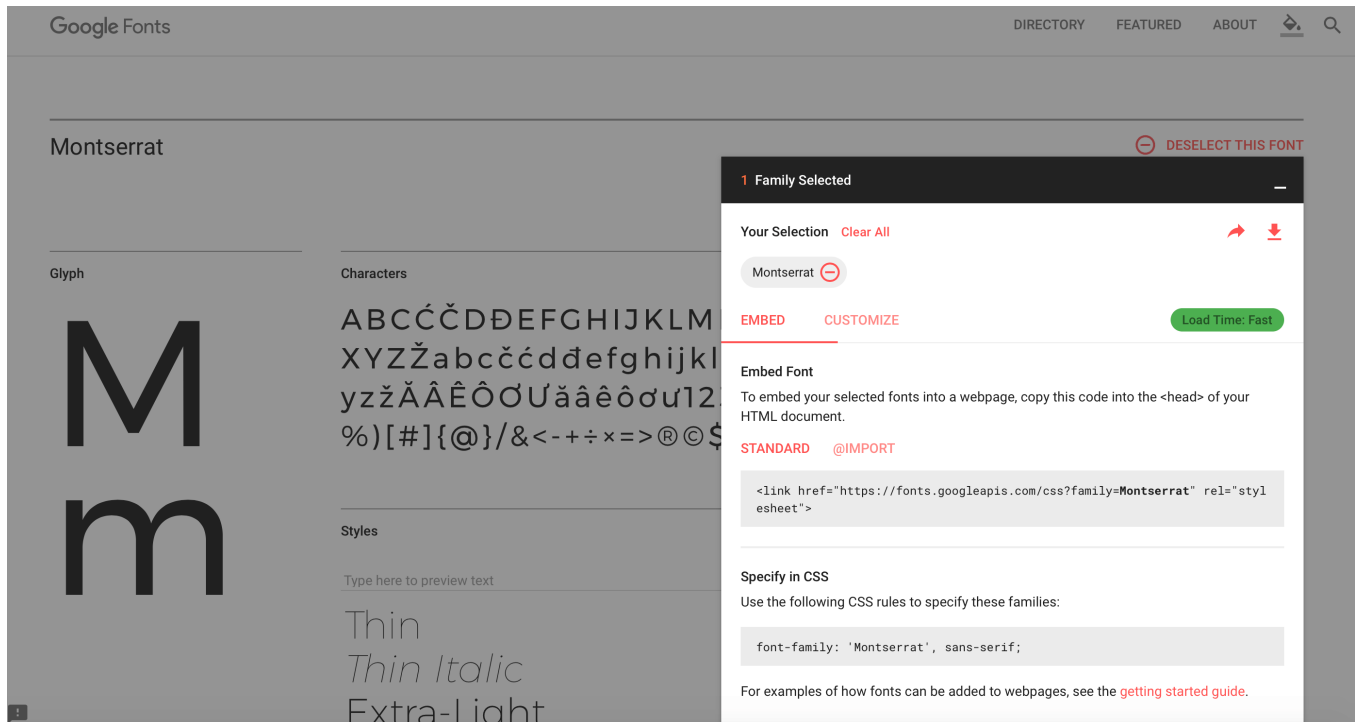 Google Fonts
DIRECTORY FEATURED ABOUT
Montserrat
DESELECT THIS FONT
Glyph
M
m
Characters
ABCĆČDĐEFGHIJKLM
XYZŽabcčćdđefghijkl
yzžĂÂÊÔƠƯăâêôơư12
%)[#]{@}/&<-+÷×=>®©$
Styles
Type here to preview text
Thin
Thin Italic
Extra-Light
1 Family Selected
Your Selection Clear All
Montserrat
EMBED CUSTOMIZE
Load Time: Fast
Embed Font
To embed your selected fonts into a webpage, copy this code into the <head> of your
HTML document.
STANDARD @IMPORT
<link href="https://fonts.googleapis.com/css?family=Montserrat" rel="styl
esheet">
Specify in CSS
Use the following CSS rules to specify these families:
font-family: 'Montserrat', sans-serif;
For examples of how fonts can be added to webpages, see the getting started guide.